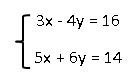 3x - 4y = 16
5x + 6y = 14